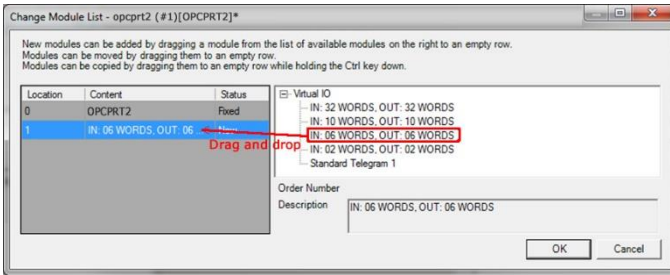 Change Module List - opcprt2 (#1)[OPCPRT2]*
New modules can be added by dragging a module from the list of available modules on the right to an empty row.
Modules can be moved by dragging them to an empty row.
Modules can be copied by dragging them to an empty row while holding the Ctrl key down.
Location Content Status
0 OPCPRT2 Fixed
1 IN: 06 WORDS, OUT: 06
Drag and drop
Virtual IO
IN: 32 WORDS, OUT: 32 WORDS
IN: 10 WORDS, OUT: 10 WORDS
IN: 06 WORDS, OUT: 06 WORDS
IN: 02 WORDS, OUT: 02 WORDS
Standard Telegram 1
Order Number
Description IN: 06 WORDS, OUT: 06 WORDS
OK Cancel